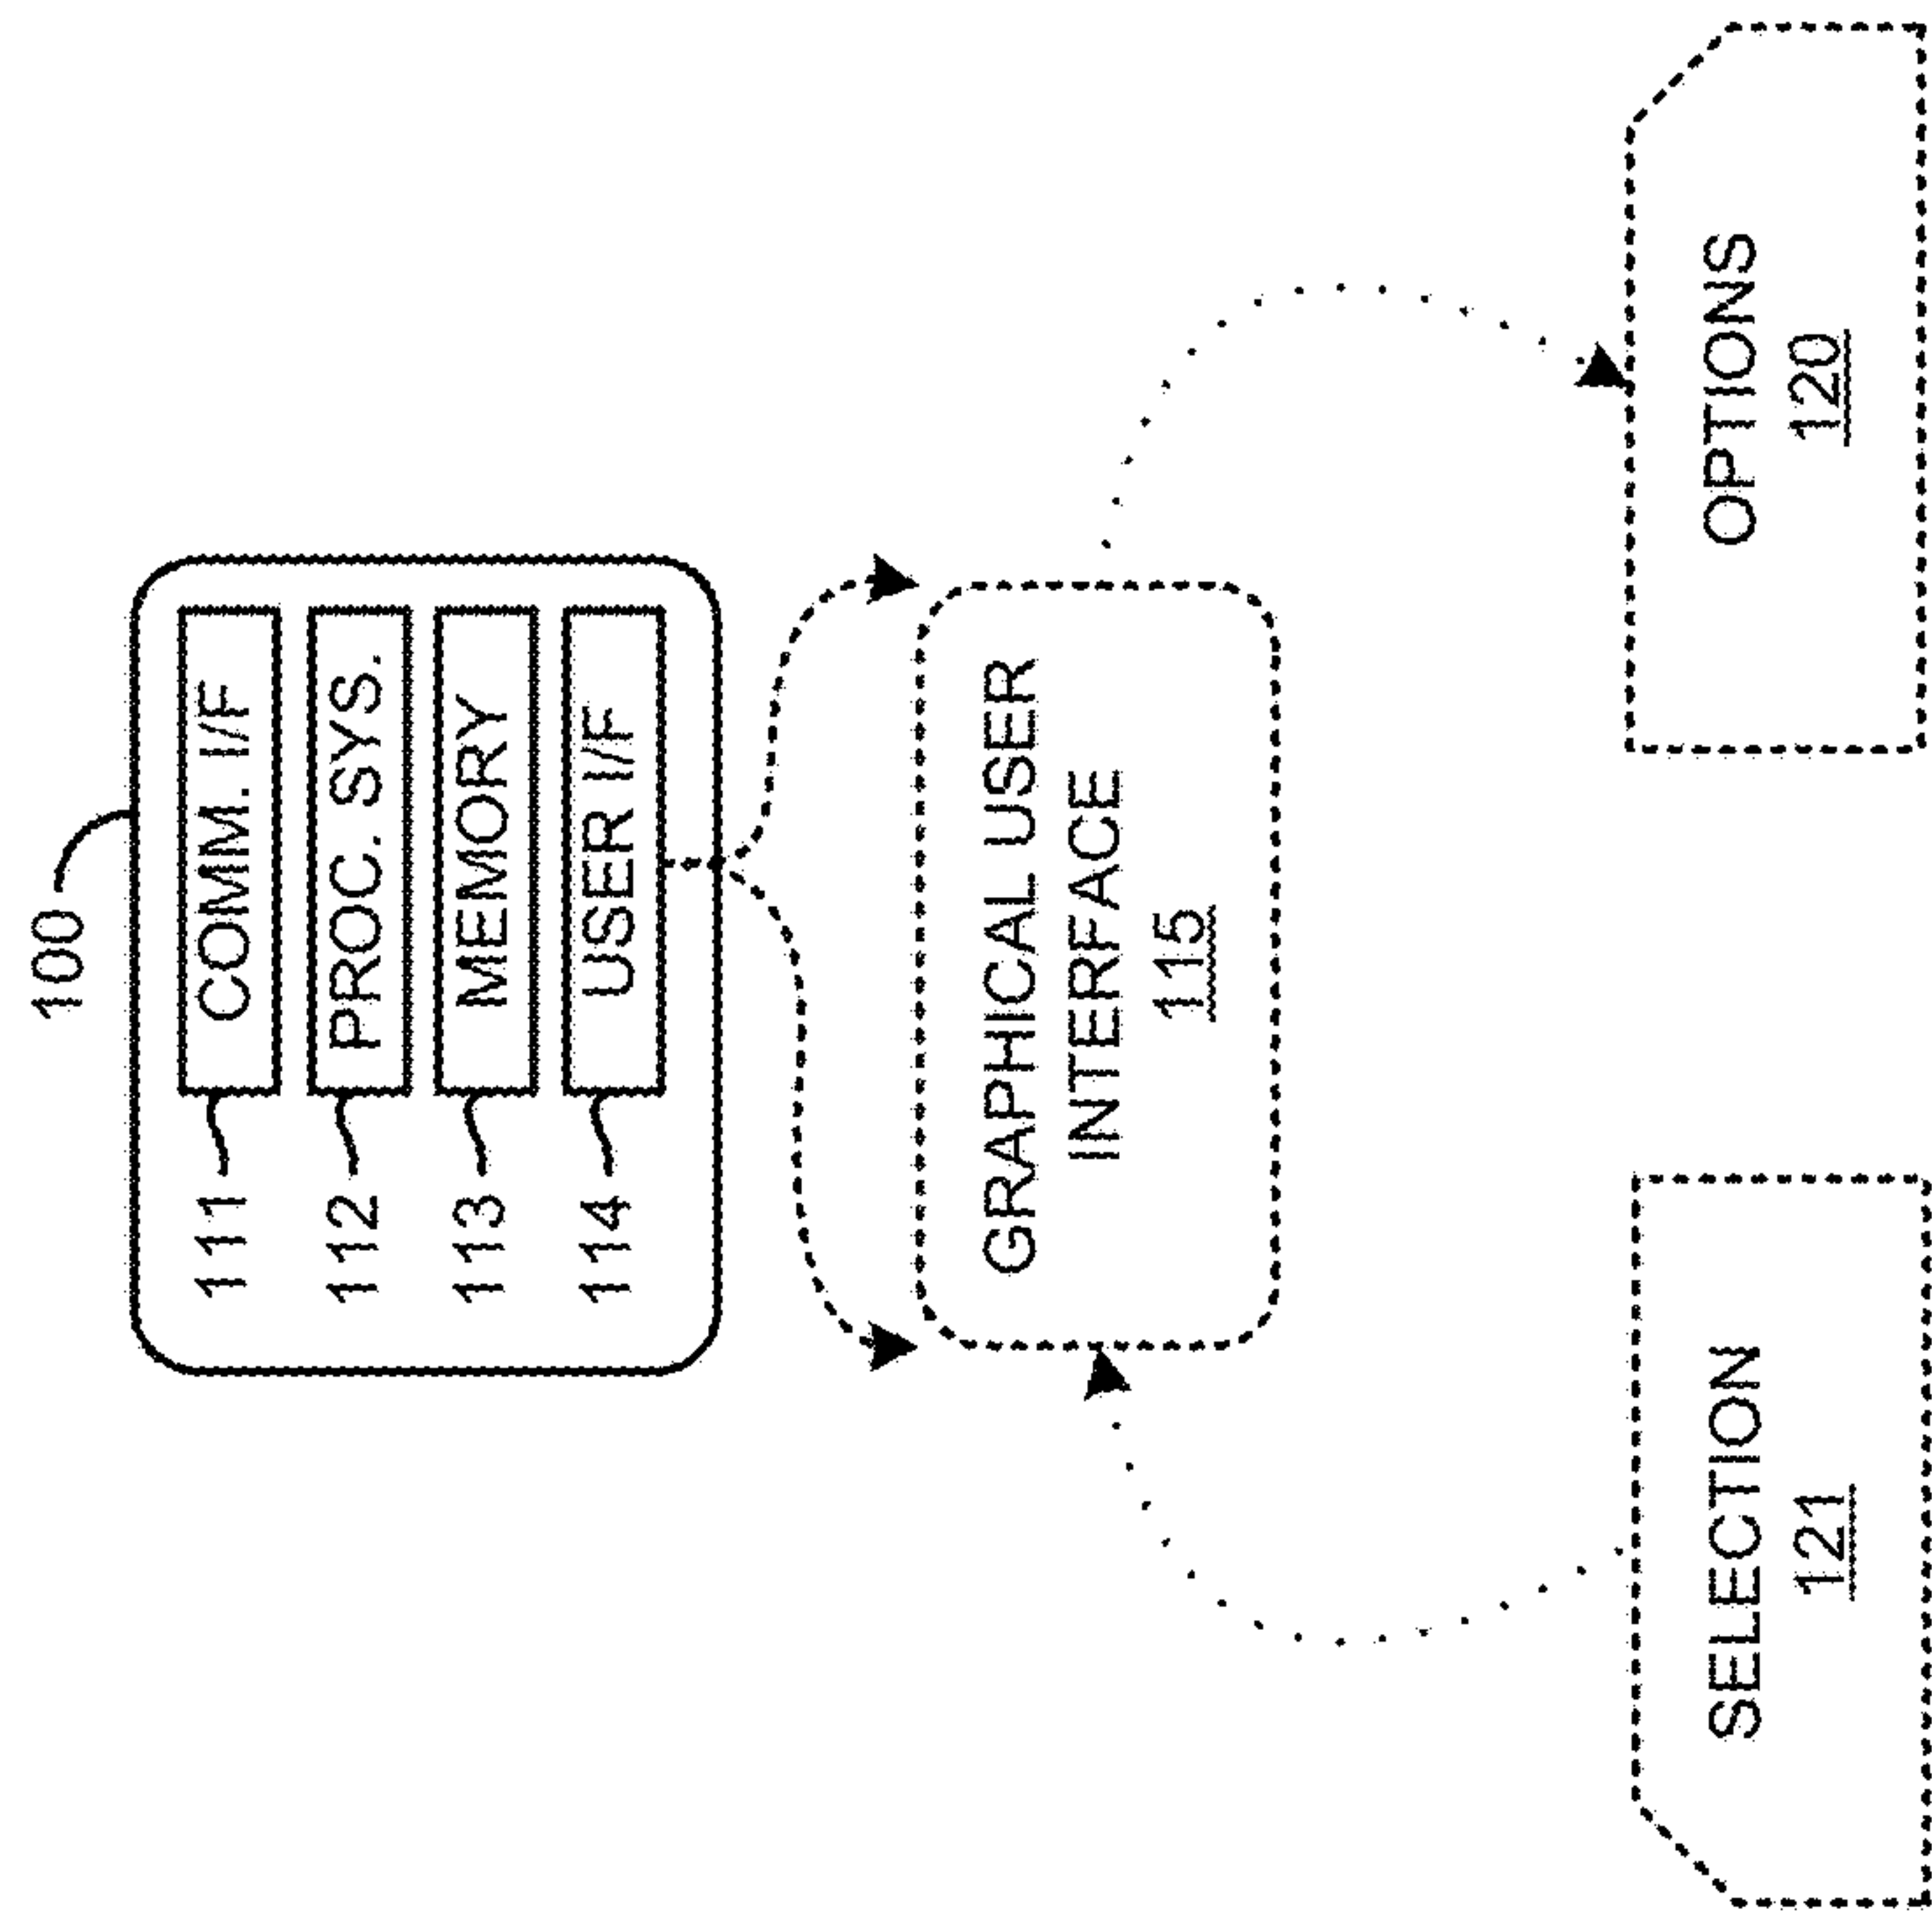 100
111 COMM. I/F
112 PROC. SYS.
113 MEMORY
114 USER I/F
GRAPHICAL USER
INTERFACE
115
SELECTION
121
OPTIONS
120